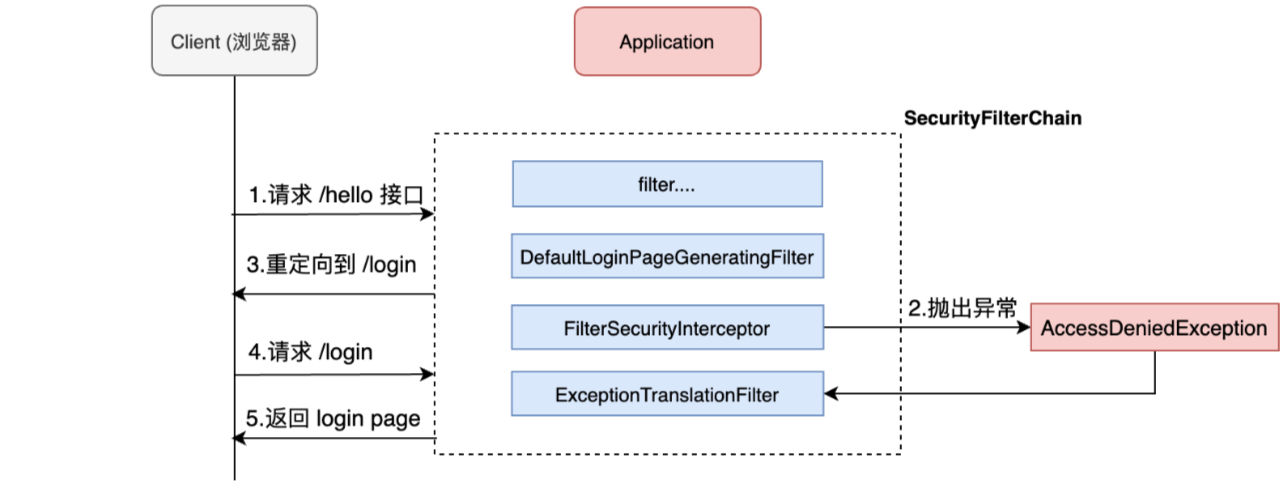 Client (浏览器)
Application
SecurityFilterChain
filter....
1.请求 /hello 接口
DefaultLoginPageGeneratingFilter
3.重定向到 /login
2.抛出异常
FilterSecurityInterceptor
AccessDeniedException
4.请求 /login
ExceptionTranslationFilter
5.返回 login page